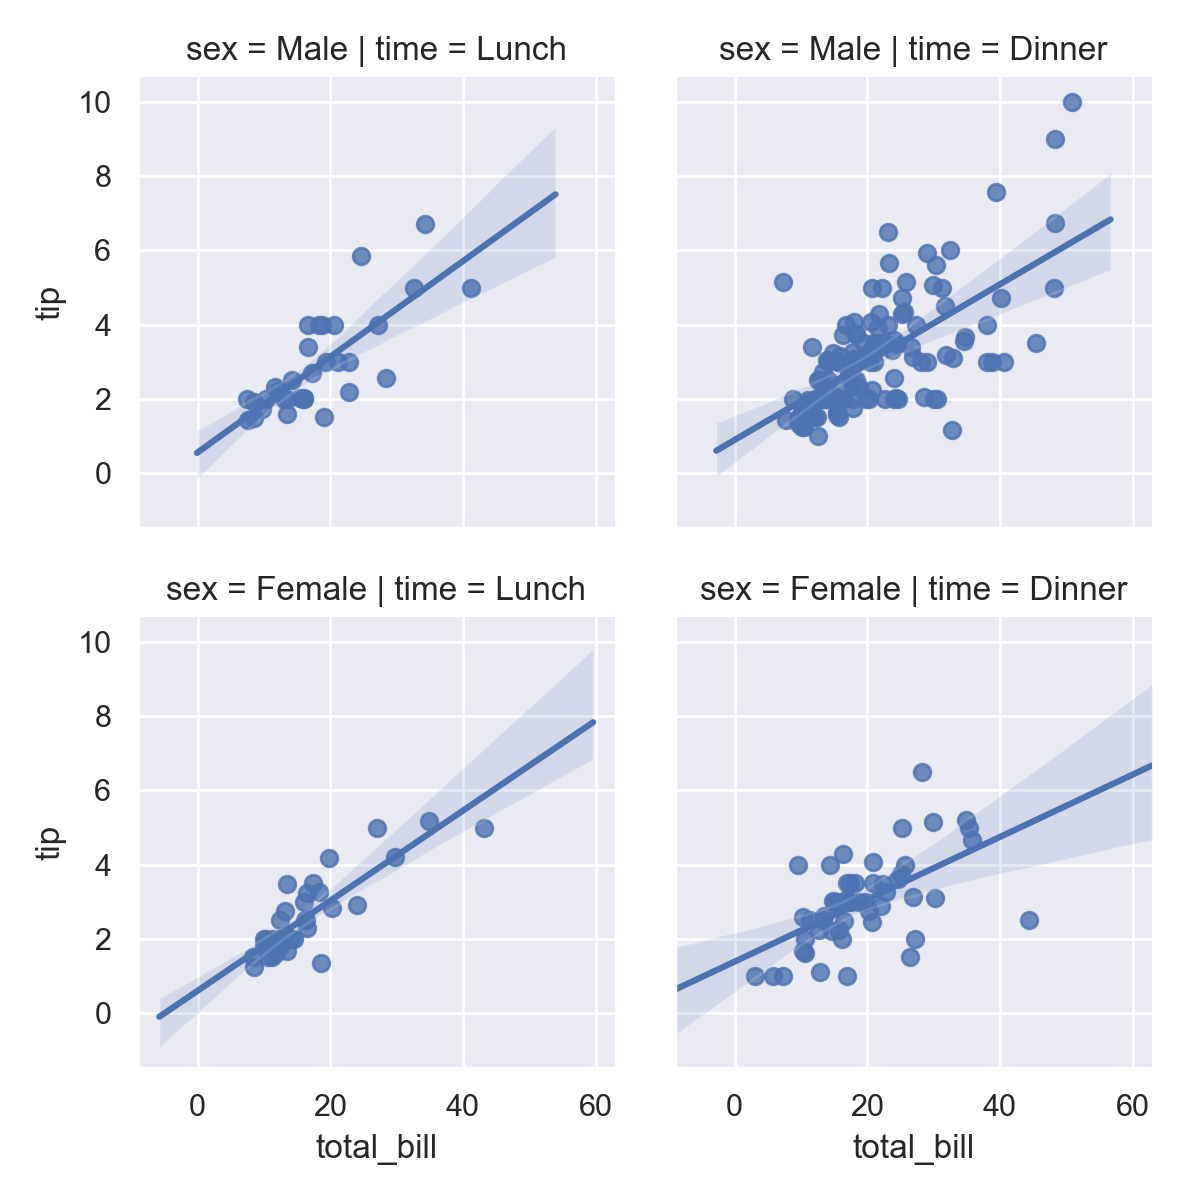 sex = Male | time = Lunch
sex = Male | time = Dinner
10
8
6
4
2
0
tip
sex = Female | time = Lunch
sex = Female | time = Dinner
10
8
6
4
2
0
tip
0 20 40 60
0 20 40 60
total_bill
total_bill